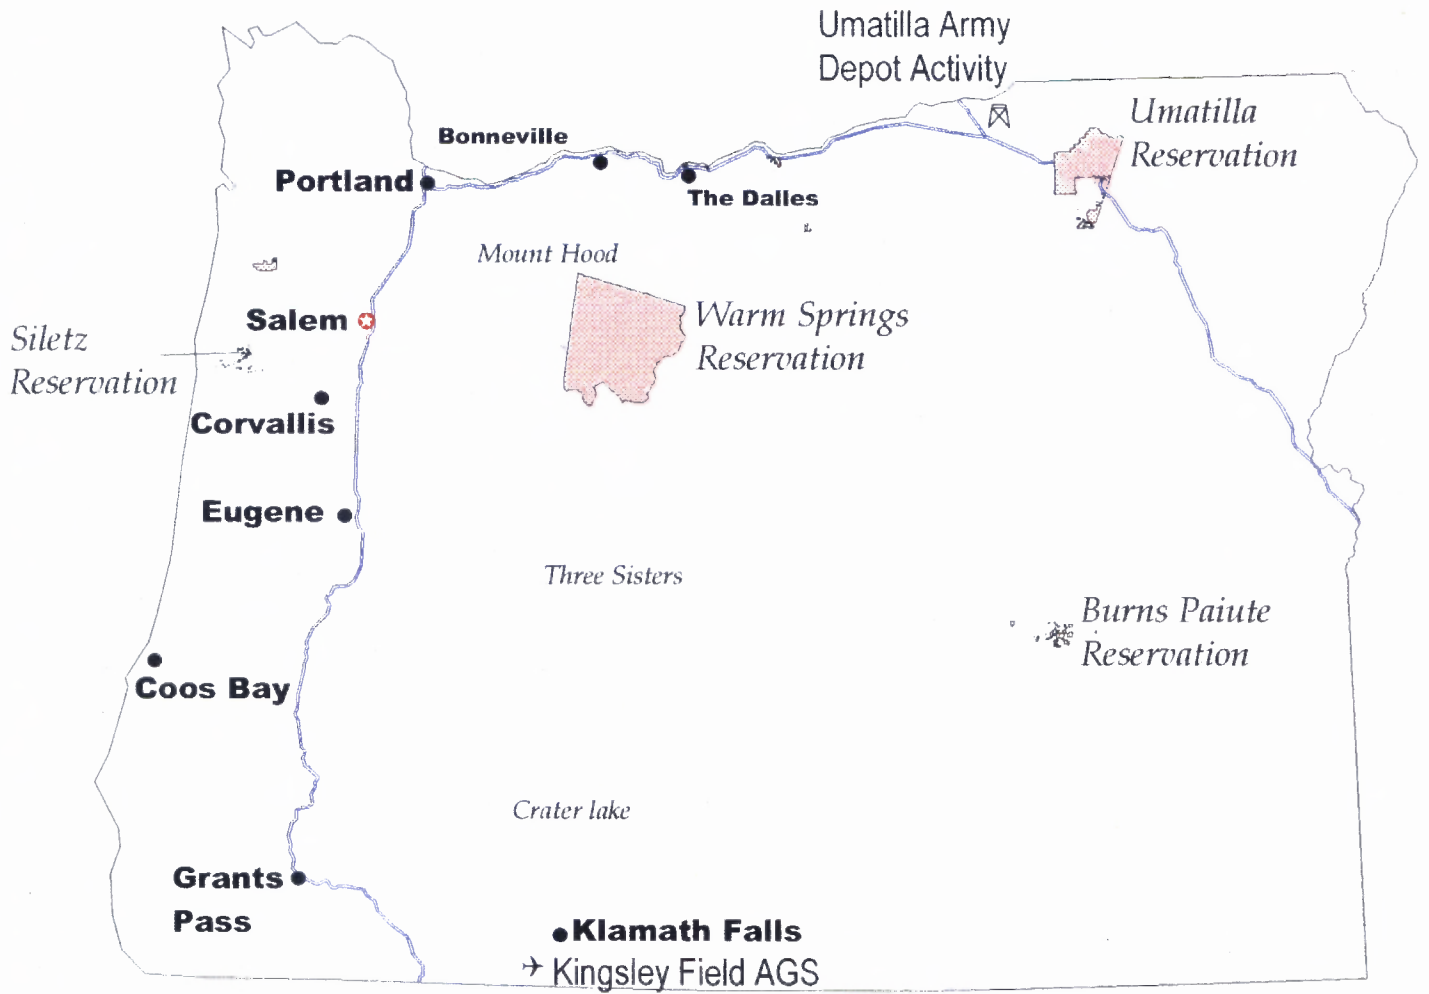 Umatilla Army
Depot Activity
Umatilla
Reservation
Bonneville
Portland
The Dalles
Mount Hood
Salem
Warm Springs
Reservation
Siletz
Reservation
Corvallis
Eugene
Three Sisters
Burns Paiute
Reservation
Coos Bay
Crater lake
Grants
Pass
Klamath Falls
Kingsley Field AGS